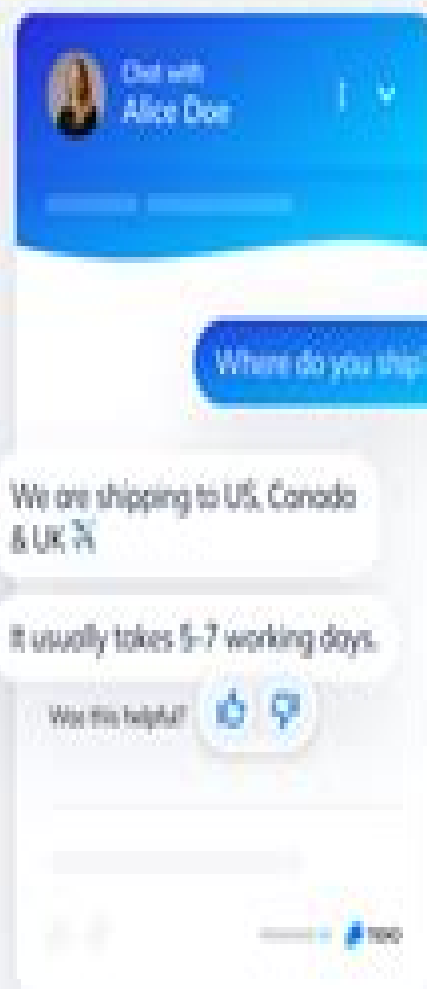 Chat with
Alice Doe
Where do you ship
We are shipping to US, Canada
& UK ✈️
It usually takes 5-7 working days.
Was this helpful?